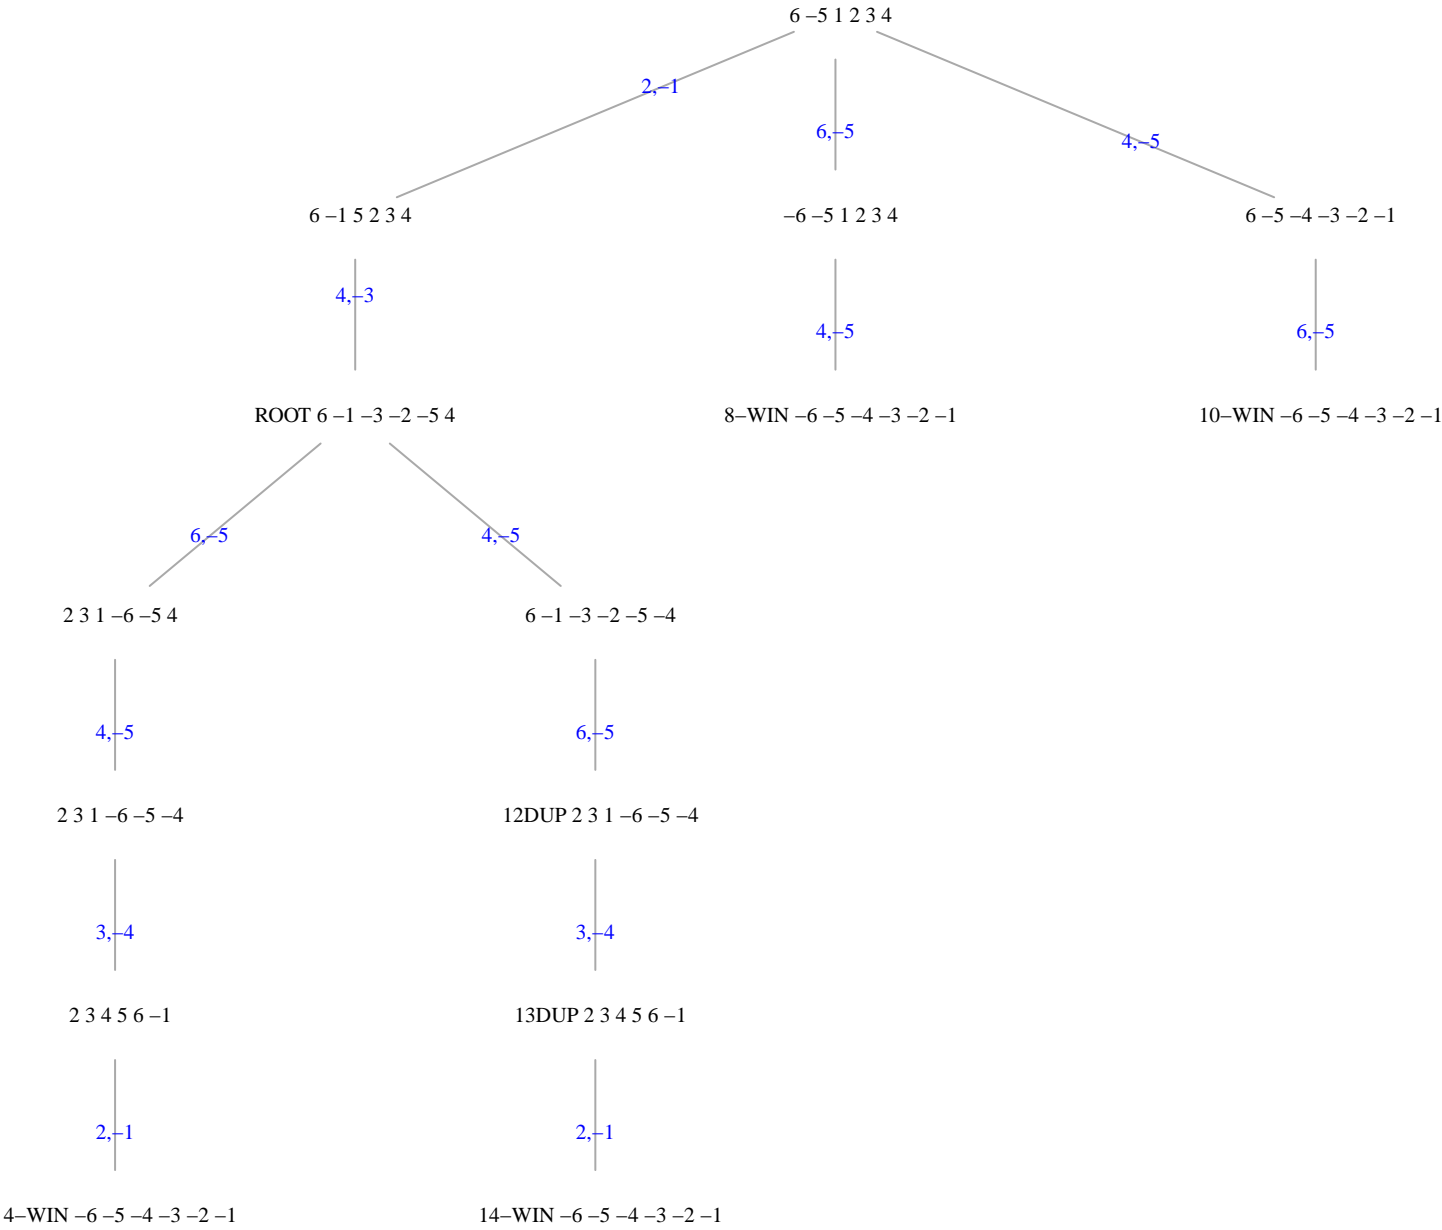 6 –5 1 2 3 4
2,–1
6,–5
4,–5
6 –1 5 2 3 4
–6 –5 1 2 3 4
6 –5 –4 –3 –2 –1
4,–3
4,–5
6,–5
ROOT 6 –1 –3 –2 –5 4
8–WIN –6 –5 –4 –3 –2 –1
10–WIN –6 –5 –4 –3 –2 –1
6,–5
4,–5
2 3 1 –6 –5 4
6 –1 –3 –2 –5 –4
4,–5
6,–5
2 3 1 –6 –5 –4
12DUP 2 3 1 –6 –5 –4
3,–4
3,–4
2 3 4 5 6 –1
13DUP 2 3 4 5 6 –1
2,–1
2,–1
4–WIN –6 –5 –4 –3 –2 –1
14–WIN –6 –5 –4 –3 –2 –1